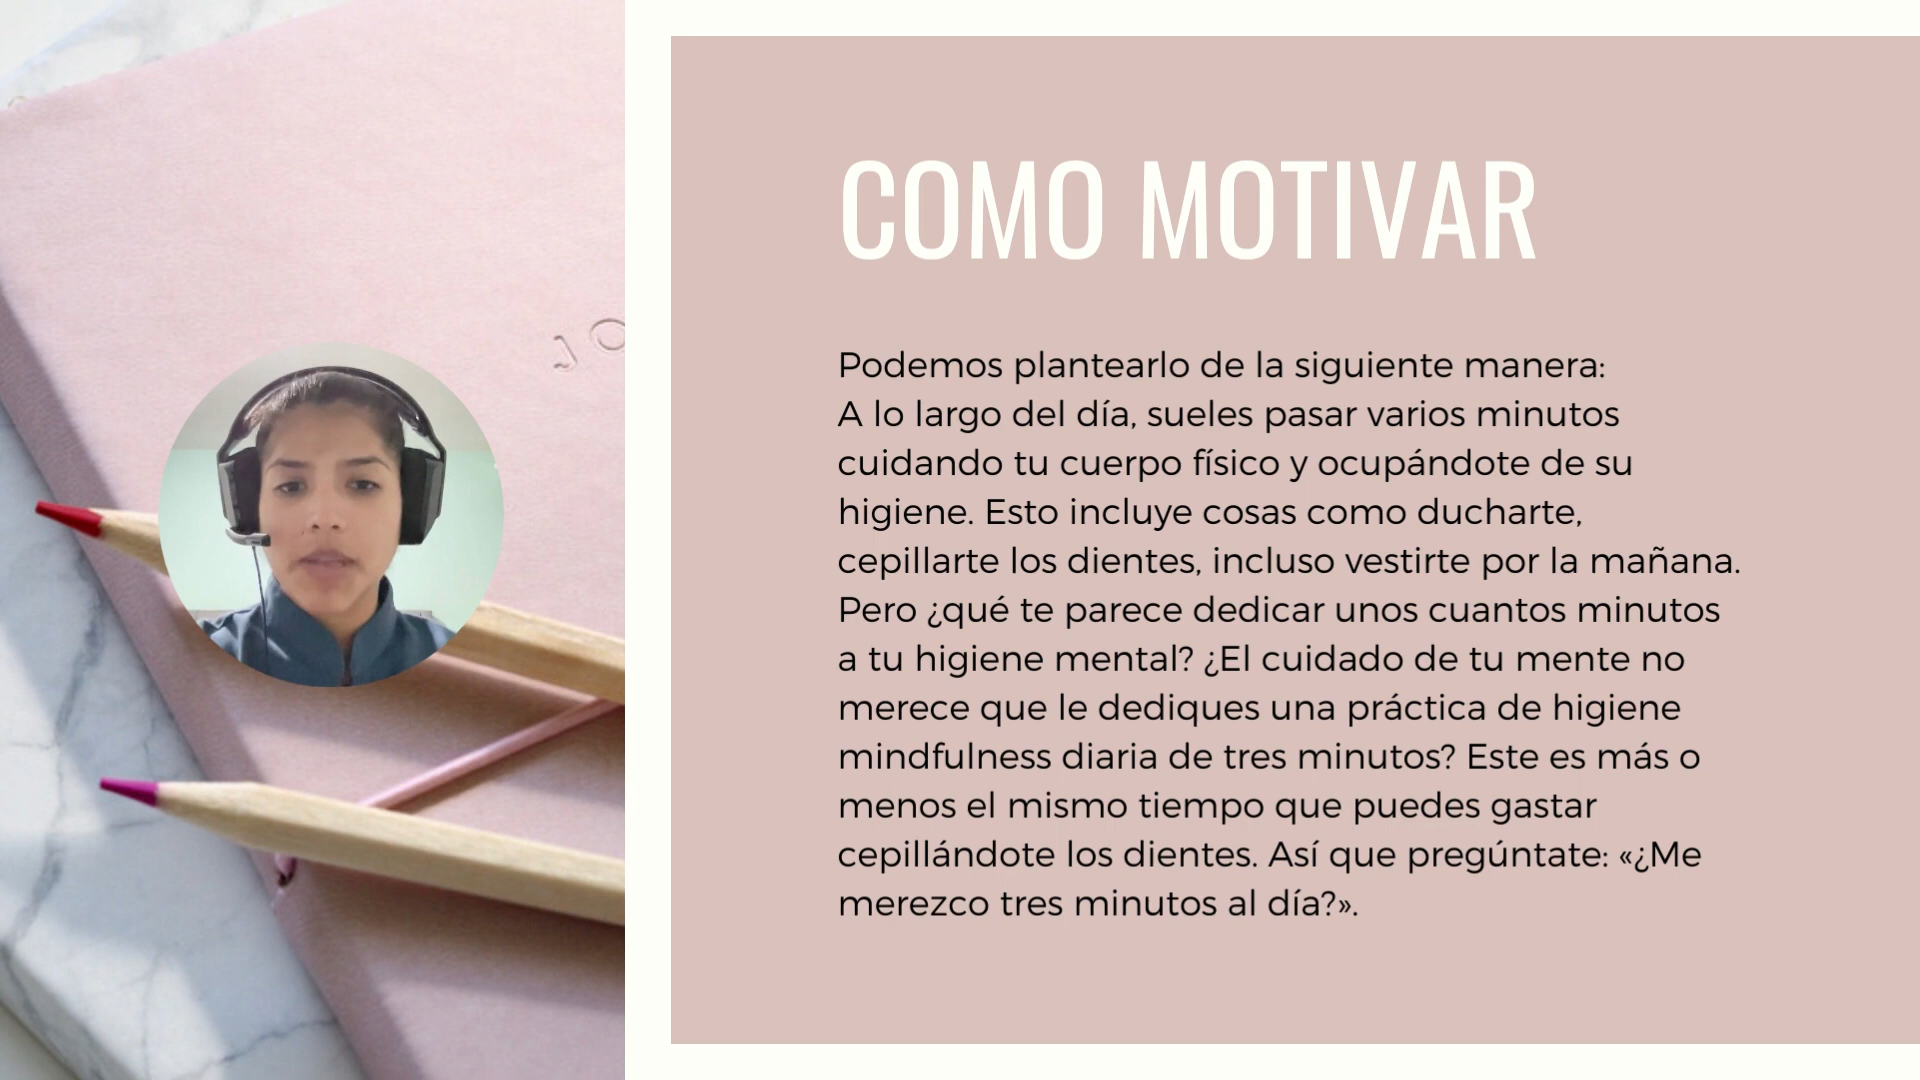 JO
COMO MOTIVAR
Podemos plantearlo de la siguiente manera:
A lo largo del día, sueles pasar varios minutos
cuidando tu cuerpo físico y ocupándote de su
higiene. Esto incluye cosas como ducharte,
cepillarte los dientes, incluso vestirte por la mañana.
Pero ¿qué te parece dedicar unos cuantos minutos
a tu higiene mental? ¿El cuidado de tu mente no
merece que le dediques una práctica de higiene
mindfulness diaria de tres minutos? Este es más o
menos el mismo tiempo que puedes gastar
cepillándote los dientes. Así que pregúntate: «¿Me
merezco tres minutos al día?».